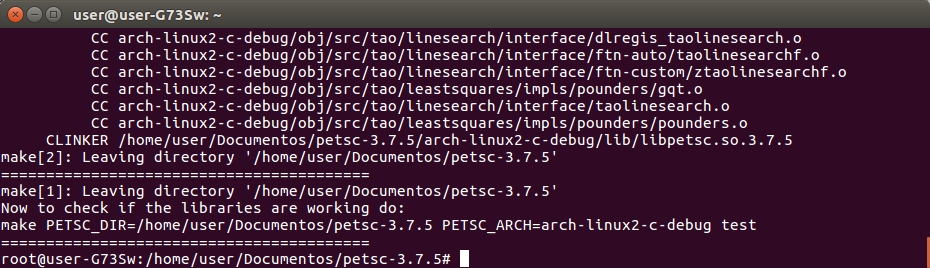 user@user-G73Sw: ~
CC arch-linux2-c-debug/obj/src/tao/linesearch/interface/dlregis_taolinesearch.o
CC arch-linux2-c-debug/obj/src/tao/linesearch/interface/ftn-auto/taolinesearchf.o
CC arch-linux2-c-debug/obj/src/tao/linesearch/interface/ftn-custom/ztaolinesearchf.o
CC arch-linux2-c-debug/obj/src/tao/leastsquares/impls/pounders/gqt.o
CC arch-linux2-c-debug/obj/src/tao/linesearch/interface/taolinesearch.o
CC arch-linux2-c-debug/obj/src/tao/leastsquares/impls/pounders/pounders.o
CLINKER /home/user/Documentos/petsc-3.7.5/arch-linux2-c-debug/lib/libpetsc.so.3.7.5
make[2]: Leaving directory '/home/user/Documentos/petsc-3.7.5'
=========================================
make[1]: Leaving directory '/home/user/Documentos/petsc-3.7.5'
Now to check if the libraries are working do:
make PETSC_DIR=/home/user/Documentos/petsc-3.7.5 PETSC_ARCH=arch-linux2-c-debug test
=========================================
root@user-G73Sw:/home/user/Documentos/petsc-3.7.5#